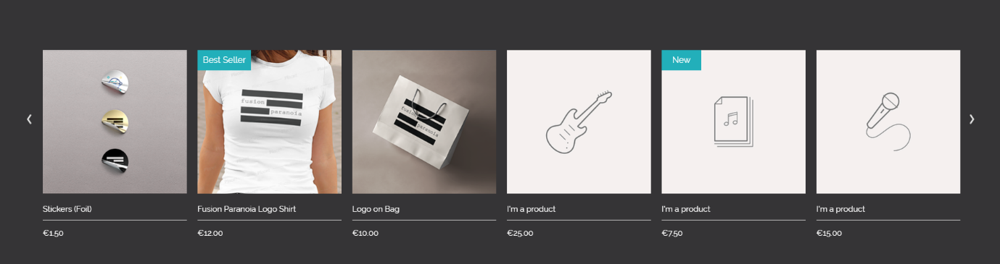 Best Seller
New
fusion
paranoia
fusion
paranoia
Stickers (Foil)
Fusion Paranoia Logo Shirt
Logo on Bag
I'm a product
I'm a product
I'm a product
€1.50
€12.00
€10.00
€25.00
€7.50
€15.00